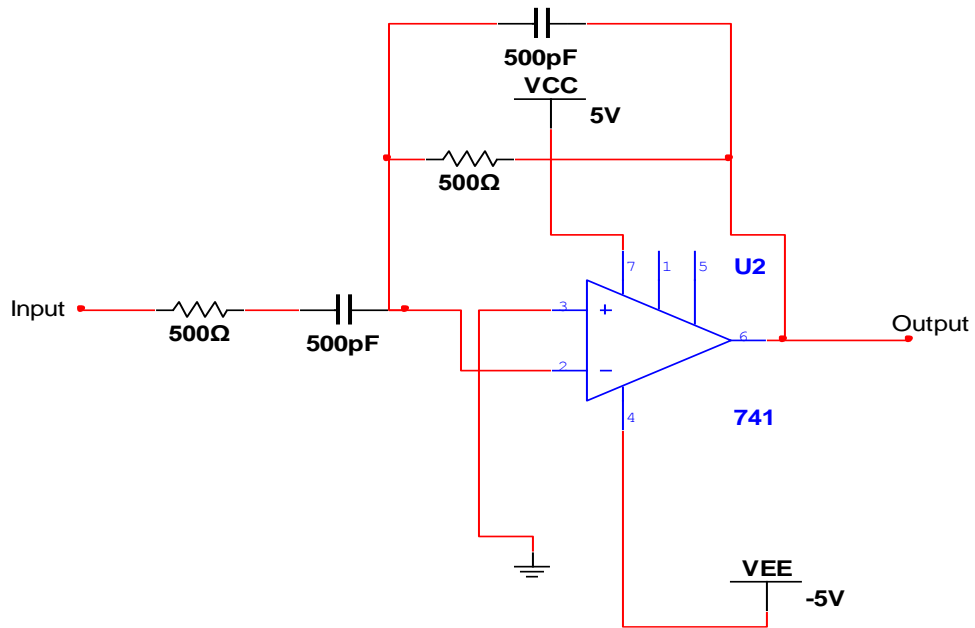 500pF
VCC
5V
500Ω
7
1
5
U2
Input
500Ω
500pF
3
+
2
−
6
Output
4
741
VEE
-5V